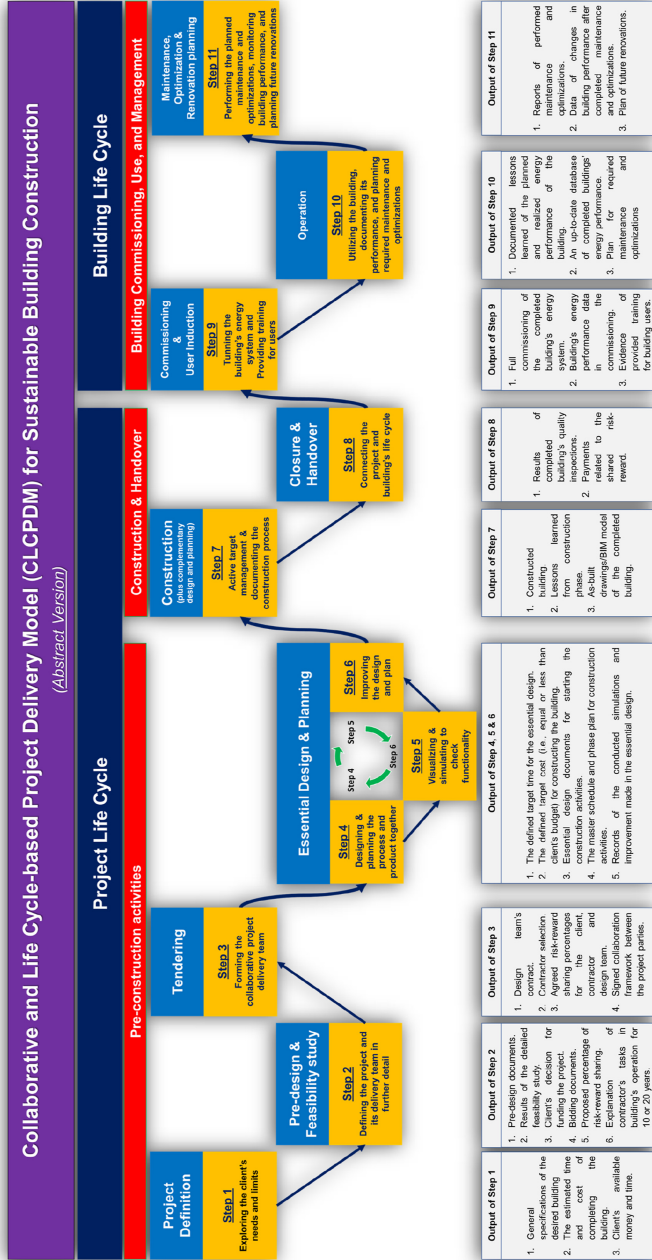 Collaborative and Life Cycle-based Project Delivery Model (CLCPDM) for Sustainable Building Construction
(Abstract Version)
Project Life Cycle
Building Life Cycle
Pre-construction activities
Construction & Handover
Building Commissioning, Use, and Management
Project
Definition
Step 1
Exploring the client's
needs and limits
Pre-design &
Feasibility study
Step 2
Defining the project and
its delivery team in
further detail
Tendering
Step 3
Forming the
collaborative project
delivery team
Essential Design & Planning
Step 4
Designing &
planning the
process and
product together
Step 4
Step 5
Step 6
Step 5
Visualizing &
simulating to
check
functionality
Step 6
Improving
the design
and plan
Construction
(plus complementary
design and planning)
Step 7
Active target
management &
documenting the
construction process
Closure &
Handover
Step 8
Connecting the
project and
building's life cycle
Commissioning
&
User Induction
Step 9
Tunning the
building's energy
system and
Providing training
for users
Operation
Step 10
Utilizing the building,
documenting its
performance, and planning
required maintenance and
optimizations
Maintenance,
Optimization &
Renovation planning
Step 11
Performing the planned
maintenance and
optimizations, monitoring
building performance, and
planning future renovations
Output of Step 1
1. General
specifications of the
desired building
2. The estimated time
and cost of
completing the
building.
3. Client's available
money and time.
Output of Step 2
1. Pre-design documents.
2. Results of the detailed
feasibility study.
3. Client's decision for
funding the project.
4. Bidding documents.
5. Proposed percentage of
risk-reward sharing.
6. Explanation of
contractor's tasks in
building's operation for
10 or 20 years.
Output of Step 3
1. Design team's
contract.
2. Contractor selection
3. Agreed risk-reward
sharing percentages
for the client,
contractor and
design team.
4. Signed collaboration
framework between
the project parties.
Output of Step 4, 5 & 6
1. The defined target time for the essential design.
2. The defined target cost (i.e. equal or less than
client's budget) for constructing the building.
3. Essential design documents for starting the
construction activities.
4. The master schedule and phase plan for construction
activities.
5. Records of the conducted simulations and
improvement made in the essential design.
Output of Step 7
1. Constructed
building.
2. Lessons learned
from construction
phase.
3. As-built
drawings/BIM model
of the completed
building.
Output of Step 8
1. Results of
completed
building's quality
inspections.
2. Payments
related to the
risk-
shared
reward.
Output of Step 9
1. Full
commissioning of
the completed
building's energy
system.
2. Building's energy
performance data
in the
commissioning.
3. Evidence of
provided training
for building users.
Output of Step 10
1. Documented lessons
learned of the planned
and realized energy
performance of the
building.
2. An up-to-date database
of completed buildings'
energy performance.
3. Plan for required
maintenance and
optimizations
Output of Step 11
1. Reports of performed
maintenance and
optimizations.
2. Data of changes in
building performance after
completed maintenance
and optimizations.
3. Plan of future renovations.